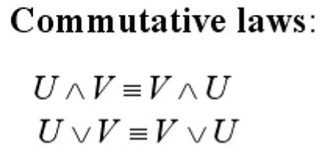 Commutative laws:
U ∧ V ≡ V ∧ U
U ∨ V ≡ V ∨ U